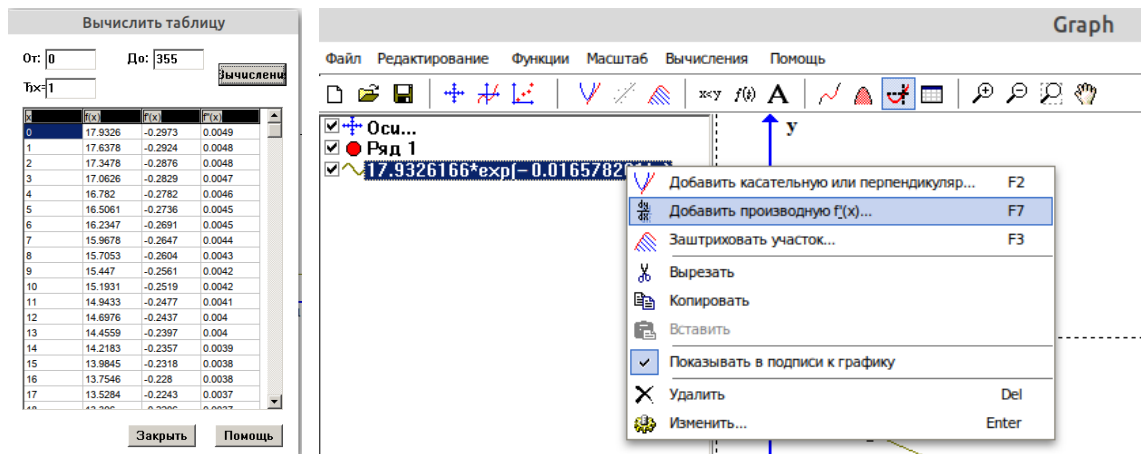 Вычислить таблицу
От: 0 До: 355
Вычислени
Ђx= 1
x f(x) f'(x) f''(x)
0 17.9326 -0.2973 0.0049
1 17.6378 -0.2924 0.0048
2 17.3478 -0.2876 0.0048
3 17.0626 -0.2829 0.0047
4 16.782 -0.2782 0.0046
5 16.5061 -0.2736 0.0045
6 16.2347 -0.2691 0.0045
7 15.9678 -0.2647 0.0044
8 15.7053 -0.2604 0.0043
9 15.447 -0.2561 0.0042
10 15.1931 -0.2519 0.0042
11 14.9433 -0.2477 0.0041
12 14.6976 -0.2437 0.004
13 14.4559 -0.2397 0.004
14 14.2183 -0.2357 0.0039
15 13.9845 -0.2318 0.0038
16 13.7546 -0.228 0.0038
17 13.5284 -0.2243 0.0037
Закрыть Помощь
Graph
Файл Редактирование Функции Масштаб Вычисления Помощь
x<y f(t) A
Оси...
Ряд 1
17.9326166*exp(-0.01657820
y
Добавить касательную или перпендикуляр... F2
Добавить производную f'(x)... F7
Заштриховать участок... F3
Вырезать
Копировать
Вставить
Показывать в подписи к графику
Удалить Del
Изменить... Enter